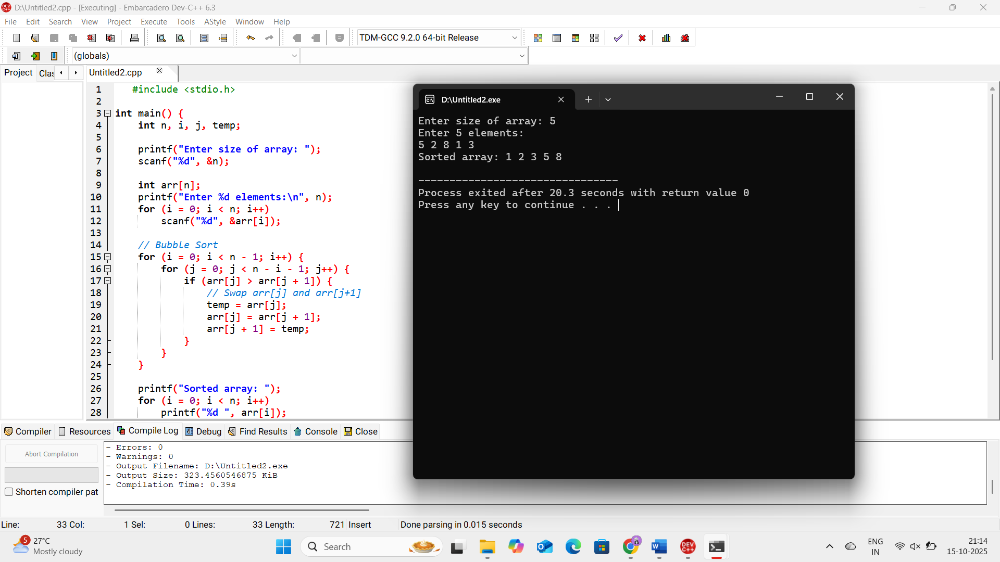 D:\Untitled2.cpp - [Executing] - Embarcadero Dev-C++ 6.3
File Edit Search View Project Execute Tools AStyle Window Help
TDM-GCC 9.2.0 64-bit Release
(globals)
Project Clas Untitled2.cpp
1 #include <stdio.h>
2
3 int main() {
4 int n, i, j, temp;
5
6 printf("Enter size of array: ");
7 scanf("%d", &n);
8
9 int arr[n];
10 printf("Enter %d elements:\n", n);
11 for (i = 0; i < n; i++)
12 scanf("%d", &arr[i]);
13
14 // Bubble Sort
15 for (i = 0; i < n - 1; i++) {
16 for (j = 0; j < n - i - 1; j++) {
17 if (arr[j] > arr[j + 1]) {
18 // Swap arr[j] and arr[j+1]
19 temp = arr[j];
20 arr[j] = arr[j + 1];
21 arr[j + 1] = temp;
22 }
23 }
24 }
25
26 printf("Sorted array: ");
27 for (i = 0; i < n; i++)
28 printf("%d ", arr[i]);
D:\Untitled2.exe
Enter size of array: 5
Enter 5 elements:
5 2 8 1 3
Sorted array: 1 2 3 5 8
--------------------------------
Process exited after 20.3 seconds with return value 0
Press any key to continue . . .
Compiler Resources Compile Log Debug Find Results Console Close
Abort Compilation
Shorten compiler pat
- Errors: 0
- Warnings: 0
- Output Filename: D:\Untitled2.exe
- Output Size: 323.4560546875 KiB
- Compilation Time: 0.39s
Line: 33 Col: 1 Sel: 0 Lines: 33 Length: 721 Insert Done parsing in 0.015 seconds
5
27°C
Mostly cloudy
Search
DEV C++
ENG
IN
21:14
15-10-2025